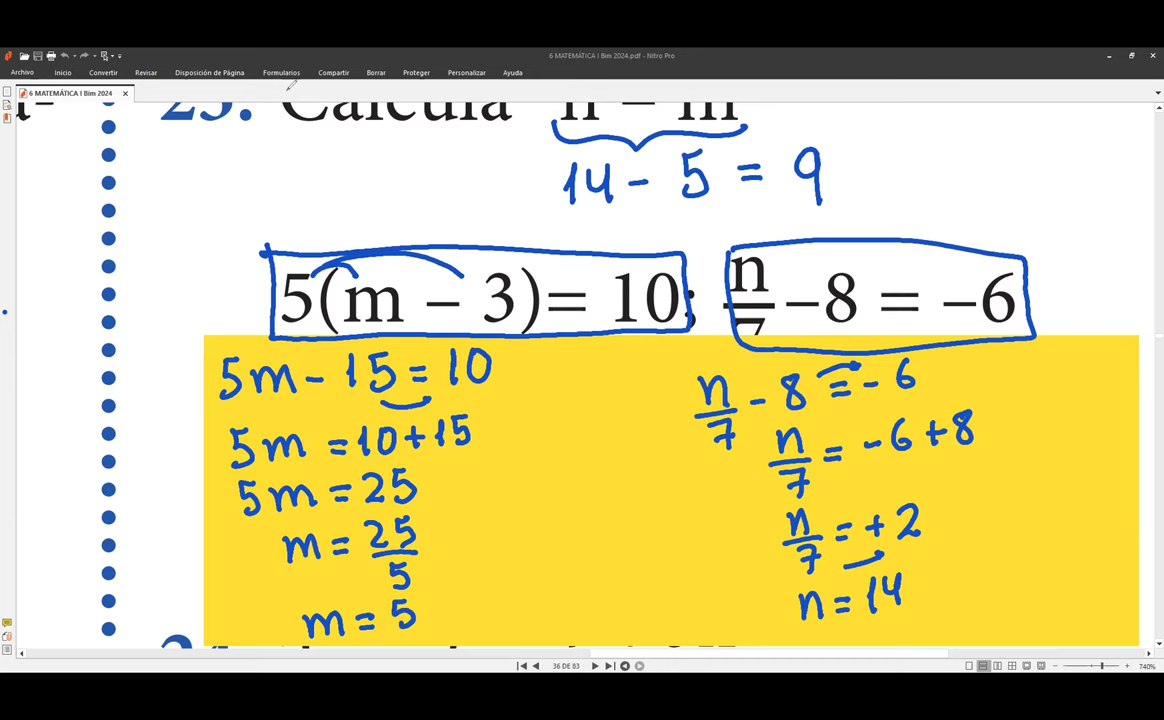 6 MATEMÁTICA I Bim 2024.pdf - Nitro Pro
Archivo Inicio Convertir Revisar Disposición de Página Formularios Compartir Borrar Proteger Personalizar Ayuda
6 MATEMÁTICA I Bim 2024
Calcula n - m
14 - 5 = 9
5(m - 3)= 10; n/7 -8 = -6
5m - 15 = 10
5m = 10 + 15
5m = 25
m = 25/5
m = 5
n/7 - 8 = - 6
n/7 = - 6 + 8
n/7 = + 2
n = 14
36 DE 83
740%